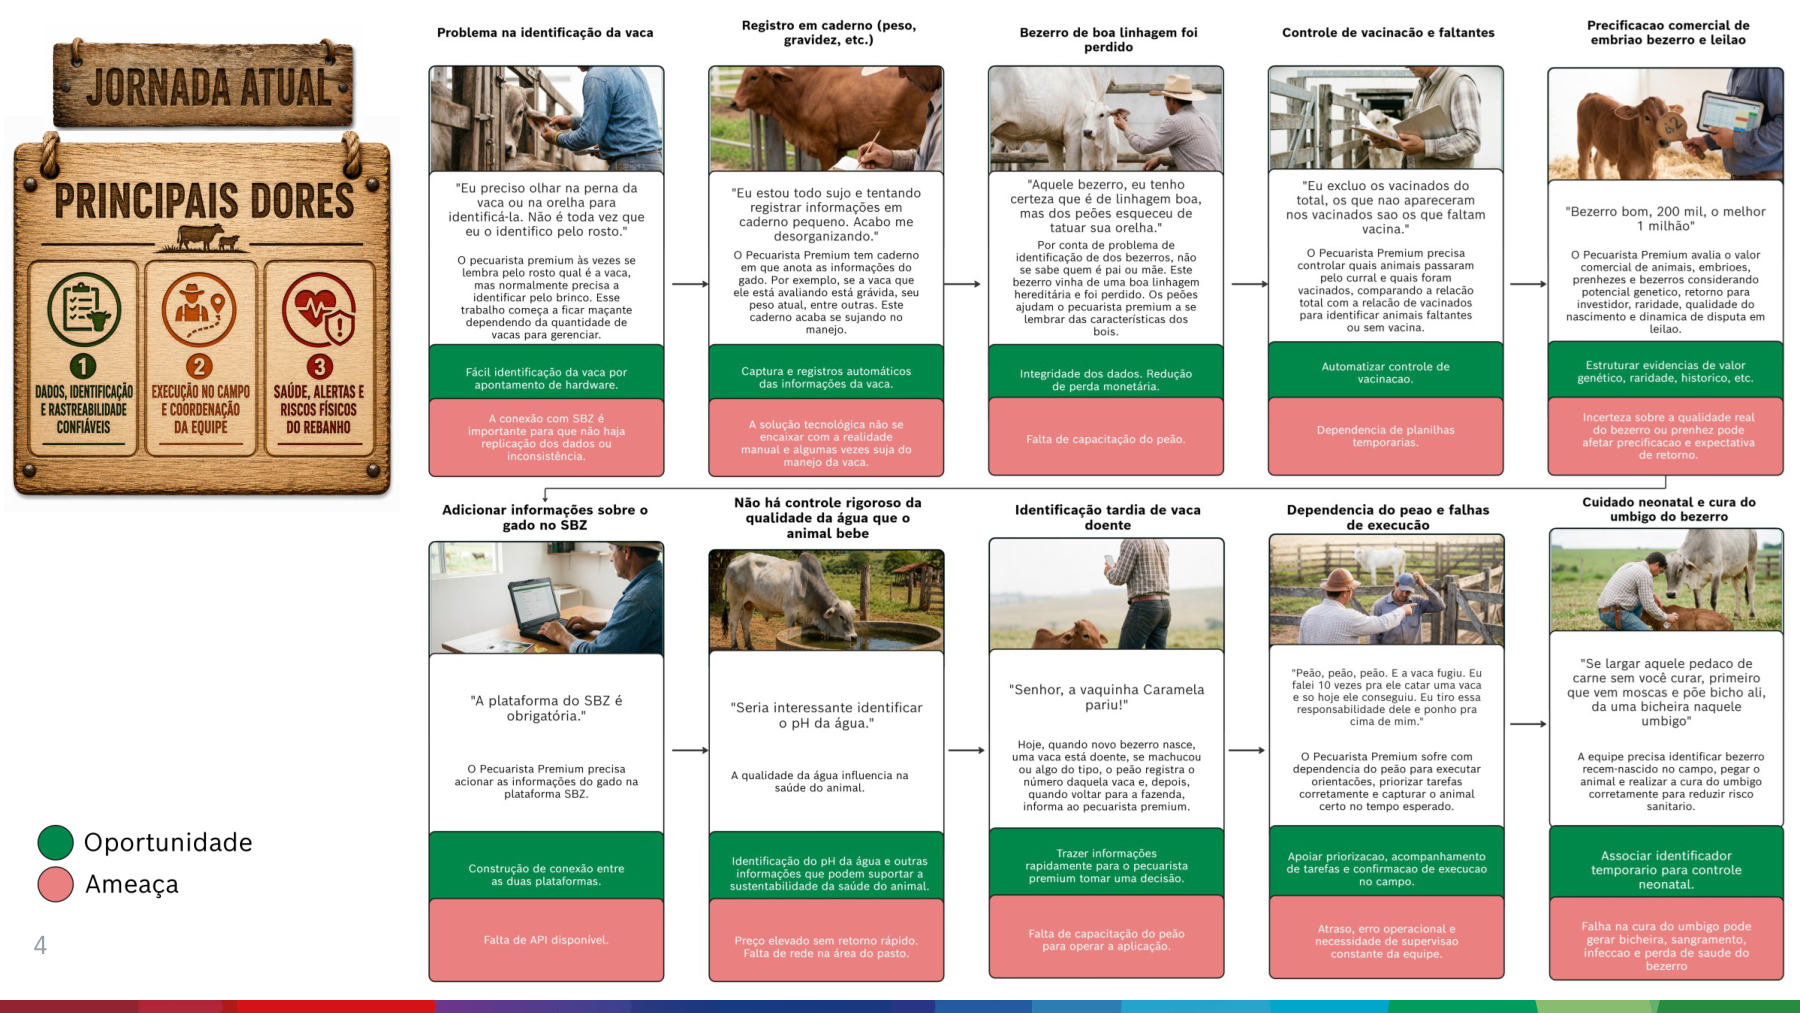 JORNADA ATUAL
PRINCIPAIS DORES
1
DADOS, IDENTIFICAÇÃO
E RASTREABILIDADE
CONFIÁVEIS
2
EXECUÇÃO NO CAMPO
E COORDENAÇÃO
DA EQUIPE
3
SAÚDE, ALERTAS E
RISCOS FÍSICOS
DO REBANHO
Problema na identificação da vaca
"Eu preciso olhar na perna da
vaca ou na orelha para
identificá-la. Não é toda vez que
eu o identifico pelo rosto."
O pecuarista premium às vezes se
lembra pelo rosto qual é a vaca,
mas normalmente precisa a
identificar pelo brinco. Esse
trabalho começa a ficar maçante
dependendo da quantidade de
vacas para gerenciar.
Fácil identificação da vaca por
apontamento de hardware.
A conexão com SBZ é
importante para que não haja
replicação dos dados ou
inconsistência.
Registro em caderno (peso,
gravidez, etc.)
"Eu estou todo sujo e tentando
registrar informações em
caderno pequeno. Acabo me
desorganizando."
O Pecuarista Premium tem caderno
em que anota as informações do
gado. Por exemplo, se a vaca que
ele está avaliando está grávida, seu
peso atual, entre outras. Este
caderno acaba se sujando no
manejo.
Captura e registros automáticos
das informações da vaca.
A solução tecnológica não se
encaixar com a realidade
manual e algumas vezes suja do
manejo da vaca.
Bezerro de boa linhagem foi
perdido
"Aquele bezerro, eu tenho
certeza que é de linhagem boa,
mas dos peões esqueceu de
tatuar sua orelha."
Por conta de problema de
identificação de dos bezerros, não
se sabe quem é pai ou mãe. Este
bezerro vinha de uma boa linhagem
hereditária e foi perdido. Os peões
ajudam o pecuarista premium a se
lembrar das características dos
bois.
Integridade dos dados. Redução
de perda monetária.
Falta de capacitação do peão.
Controle de vacinacão e faltantes
"Eu excluo os vacinados do
total, os que nao apareceram
nos vacinados sao os que faltam
vacina."
O Pecuarista Premium precisa
controlar quais animais passaram
pelo curral e quais foram
vacinados, comparando a relacão
total com a relacão de vacinados
para identificar animais faltantes
ou sem vacina.
Automatizar controle de
vacinacao.
Dependencia de planilhas
temporarias.
Precificacao comercial de
embriao bezerro e leilao
62
"Bezerro bom, 200 mil, o melhor
1 milhão"
O Pecuarista Premium avalia o valor
comercial de animais, embrioes,
prenhezes e bezerros considerando
potencial genetico, retorno para
investidor, raridade, qualidade do
nascimento e dinamica de disputa em
leilao.
Estruturar evidencias de valor
genético, raridade, historico, etc.
Incerteza sobre a qualidade real
do bezerro ou prenhez pode
afetar precificacao e expectativa
de retorno.
Adicionar informações sobre o
gado no SBZ
"A plataforma do SBZ é
obrigatória."
O Pecuarista Premium precisa
acionar as informações do gado na
plataforma SBZ.
Construção de conexão entre
as duas plataformas.
Falta de API disponível.
Não há controle rigoroso da
qualidade da água que o
animal bebe
"Seria interessante identificar
o pH da água."
A qualidade da água influencia na
saúde do animal.
Identificação do pH da água e outras
informações que podem suportar a
sustentabilidade da saúde do animal.
Preço elevado sem retorno rápido.
Falta de rede na área do pasto.
Identificação tardia de vaca
doente
"Senhor, a vaquinha Caramela
pariu!"
Hoje, quando novo bezerro nasce,
uma vaca está doente, se machucou
ou algo do tipo, o peão registra o
número daquela vaca e, depois,
quando voltar para a fazenda,
informa ao pecuarista premium.
Trazer informações
rapidamente para o pecuarista
premium tomar uma decisão.
Falta de capacitação do peão
para operar a aplicação.
Dependencia do peao e falhas
de execucão
"Peão, peão, peão. E a vaca fugiu. Eu
falei 10 vezes pra ele catar uma vaca
e so hoje ele conseguiu. Eu tiro essa
responsabilidade dele e ponho pra
cima de mim."
O Pecuarista Premium sofre com
dependencia do peão para executar
orientacões, priorizar tarefas
corretamente e capturar o animal
certo no tempo esperado.
Apoiar priorizacao, acompanhamento
de tarefas e confirmacao de execucao
no campo.
Atraso, erro operacional e
necessidade de supervisao
constante da equipe.
Cuidado neonatal e cura do
umbigo do bezerro
"Se largar aquele pedaco de
carne sem você curar, primeiro
que vem moscas e põe bicho ali,
da uma bicheira naquele
umbigo"
A equipe precisa identificar bezerro
recem-nascido no campo, pegar o
animal e realizar a cura do umbigo
corretamente para reduzir risco
sanitario.
Associar identificador
temporario para controle
neonatal.
Falha na cura do umbigo pode
gerar bicheira, sangramento,
infeccao e perda de saude do
bezerro
Oportunidade
Ameaça
4